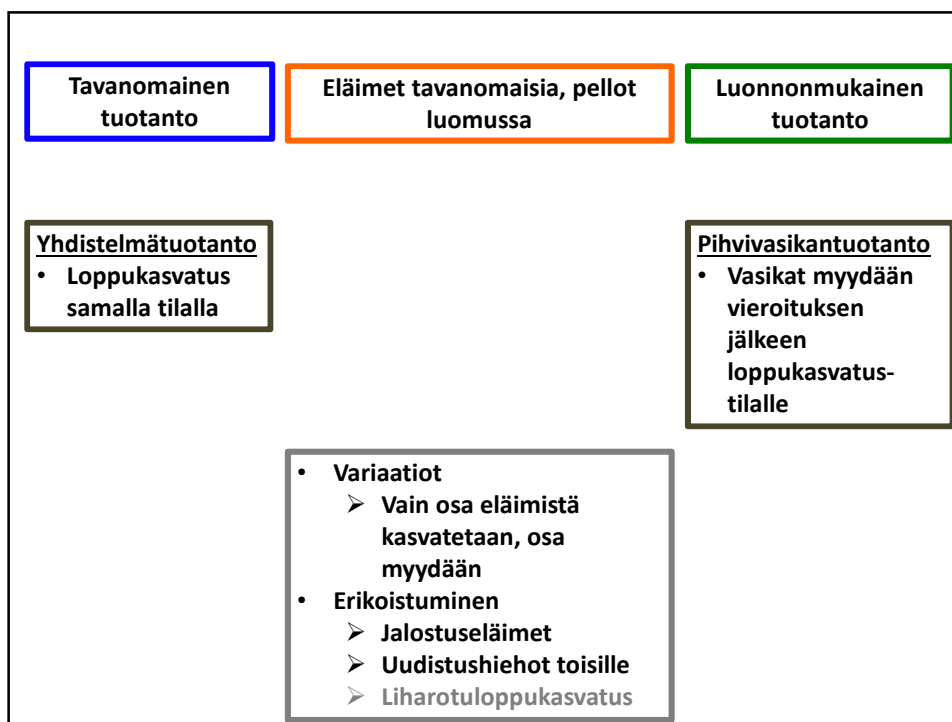 Tavanomainen
tuotanto
Eläimet tavanomaisia, pellot
luomussa
Luonnonmukainen
tuotanto
Yhdistelmätuotanto
• Loppukasvatus
samalla tilalla
Pihvivasikantuotanto
• Vasikat myydään
vieroituksen
jälkeen
loppukasvatus-
tilalle
• Variaatiot
➢ Vain osa eläimistä
kasvatetaan, osa
myydään
• Erikoistuminen
➢ Jalostuseläimet
➢ Uudistushiehot toisille
➢ Liharotuloppukasvatus